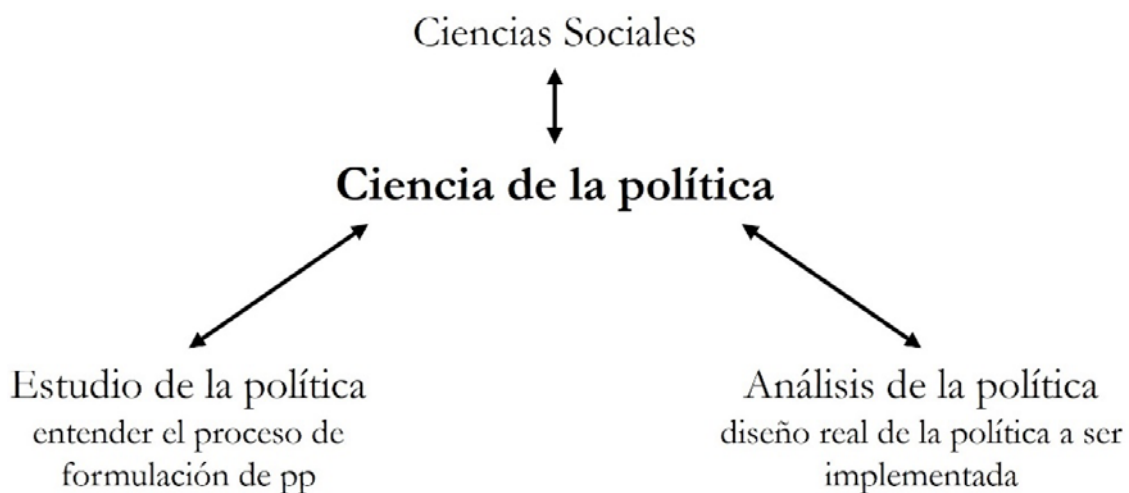 Ciencias Sociales
Ciencia de la política
Estudio de la política
entender el proceso de
formulación de pp
Análisis de la política
diseño real de la política a ser
implementada